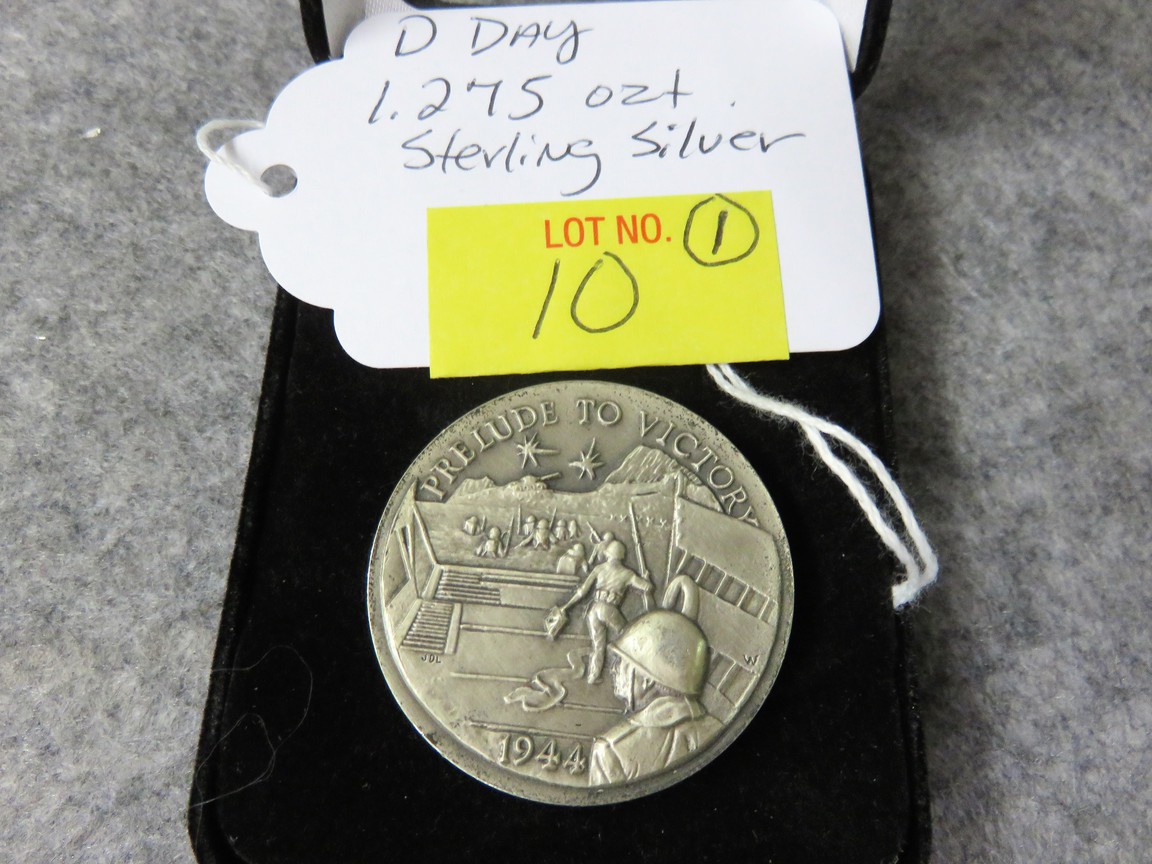 D DAY
1.275 ozt.
Sterling Silver
LOT NO. 1
10
PRELUDE TO VICTORY
JDL
W
1944